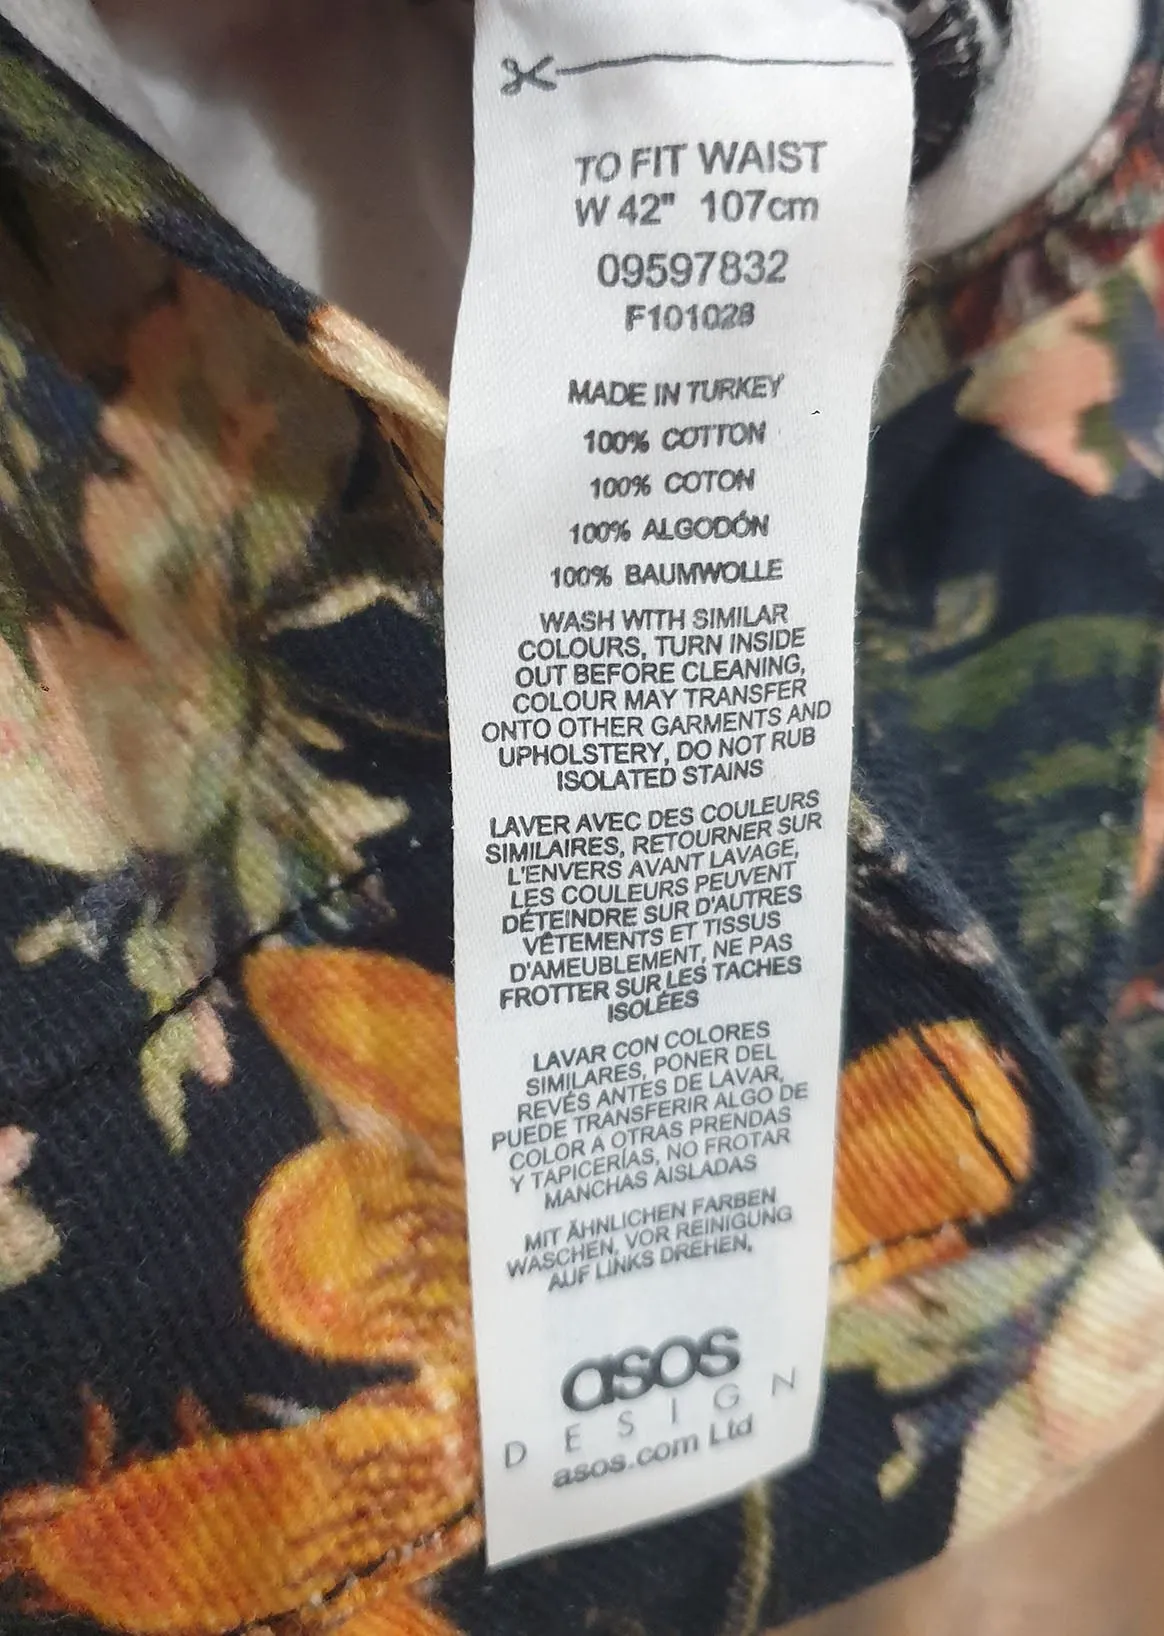 TO FIT WAIST
W 42" 107cm
09597832
F101028
MADE IN TURKEY
100% COTTON
100% COTON
100% ALGODÓN
100% BAUMWOLLE
WASH WITH SIMILAR
COLOURS, TURN INSIDE
OUT BEFORE CLEANING,
COLOUR MAY TRANSFER
ONTO OTHER GARMENTS AND
UPHOLSTERY, DO NOT RUB
ISOLATED STAINS
LAVER AVEC DES COULEURS
SIMILAIRES, RETOURNER SUR
L'ENVERS AVANT LAVAGE,
LES COULEURS PEUVENT
DÉTEINDRE SUR D'AUTRES
VÊTEMENTS ET TISSUS
D'AMEUBLEMENT, NE PAS
FROTTER SUR LES TACHES
ISOLÉES
LAVAR CON COLORES
SIMILARES, PONER DEL
REVÉS ANTES DE LAVAR,
PUEDE TRANSFERIR ALGO DE
COLOR A OTRAS PRENDAS
Y TAPICERÍAS, NO FROTAR
MANCHAS AISLADAS
MIT ÄHNLICHEN FARBEN
WASCHEN, VOR REINIGUNG
AUF LINKS DREHEN,
asos
DESIGN
asos.com Ltd